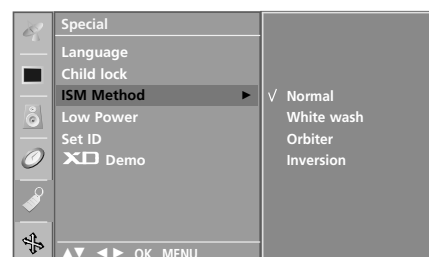 Special
Language
Child lock
ISM Method ►
Low Power
Set ID
XD Demo
▲▼ ◄► OK MENU
√ Normal
White wash
Orbiter
Inversion